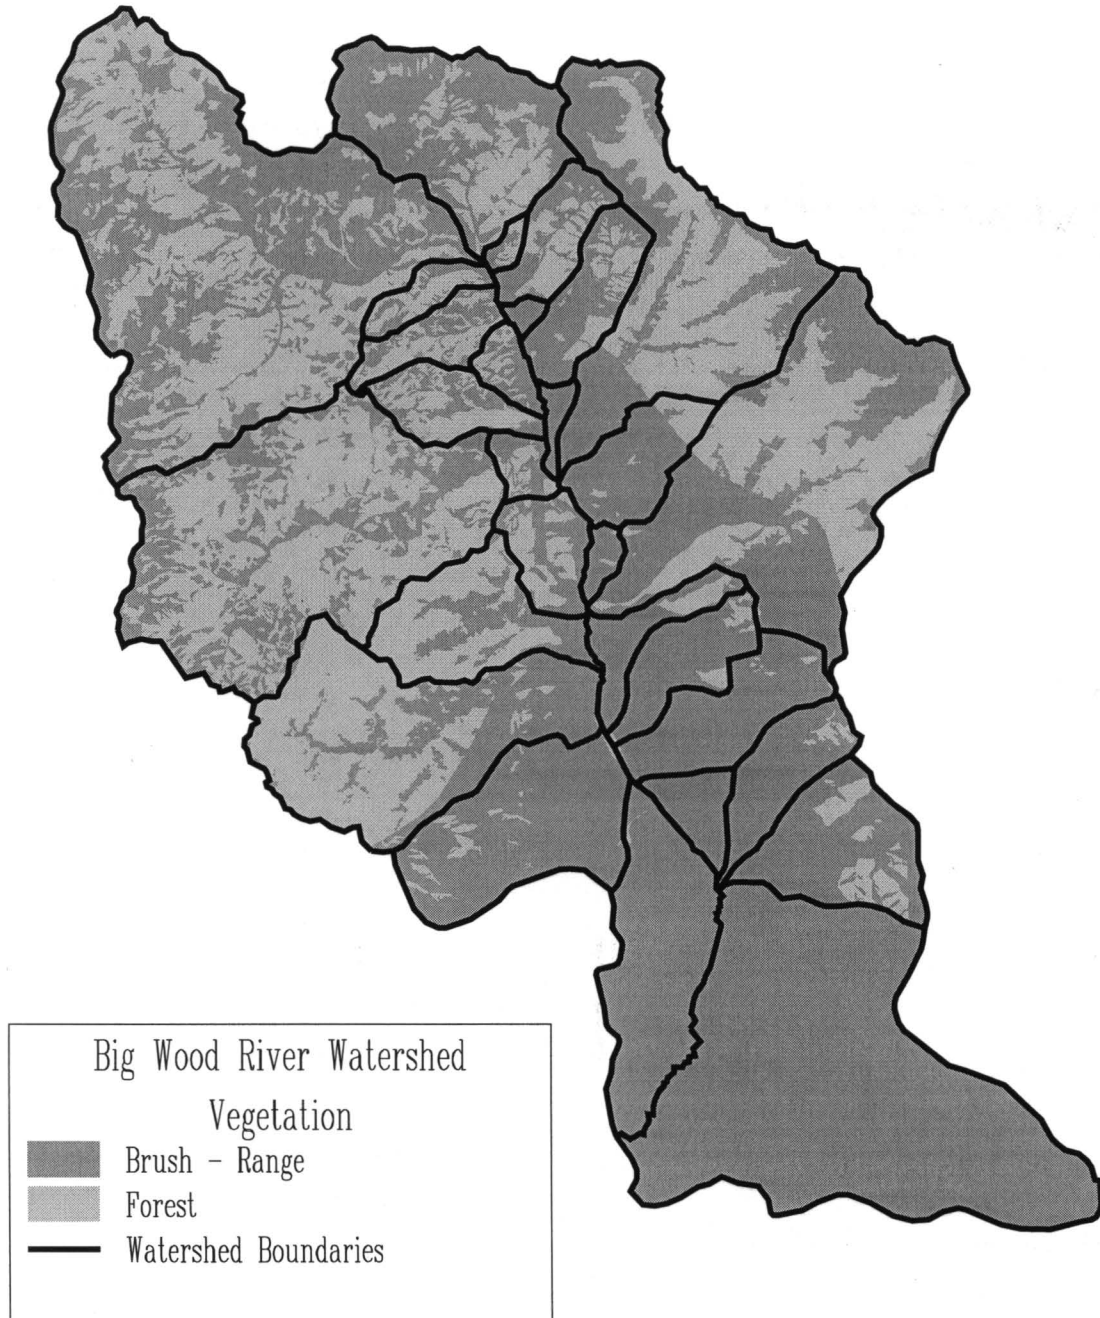 Big Wood River Watershed
Vegetation
Brush - Range
Forest
Watershed Boundaries